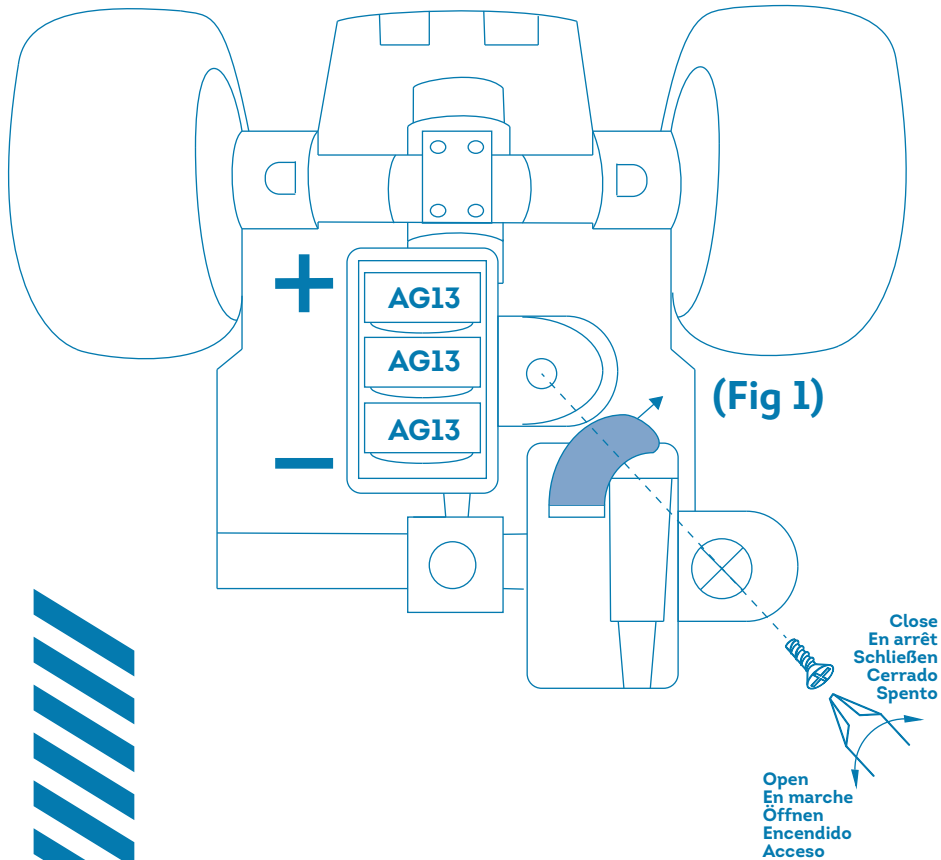 +
AG13
AG13
AG13
−
(Fig 1)
Close
En arrêt
Schließen
Cerrado
Spento
Open
En marche
Öffnen
Encendido
Acceso